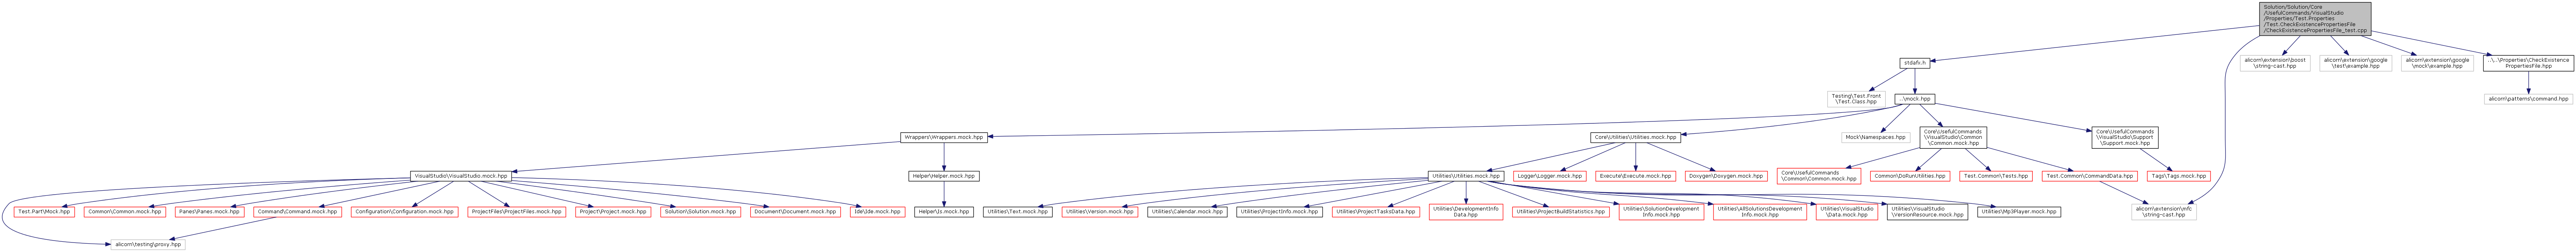 Solution/Solution/Core
/UsefulCommands/VisualStudio
/Properties/Test.Properties
/Test.CheckExistencePropertiesFile
/CheckExistencePropertiesFile_test.cpp
stdafx.h
alicorn\extension\boost
\string-cast.hpp
alicorn\extension\google
\test\example.hpp
alicorn\extension\google
\mock\example.hpp
..\..\Properties\CheckExistence
PropertiesFile.hpp
Testing\Test.Front
\Test.Class.hpp
..\mock.hpp
alicorn\patterns\command.hpp
Wrappers\Wrappers.mock.hpp
Core\Utilities\Utilities.mock.hpp
Mock\Namespaces.hpp
Core\UsefulCommands
\VisualStudio\Common
\Common.mock.hpp
Core\UsefulCommands
\VisualStudio\Support
\Support.mock.hpp
VisualStudio\VisualStudio.mock.hpp
Helper\Helper.mock.hpp
Utilities\Utilities.mock.hpp
Logger\Logger.mock.hpp
Execute\Execute.mock.hpp
Doxygen\Doxygen.mock.hpp
Core\UsefulCommands
\Common\Common.mock.hpp
Common\DoRunUtilities.hpp
Test.Common\Tests.hpp
Test.Common\CommandData.hpp
Tags\Tags.mock.hpp
Test.Part\Mock.hpp
Common\Common.mock.hpp
Panes\Panes.mock.hpp
Command\Command.mock.hpp
Configuration\Configuration.mock.hpp
ProjectFiles\ProjectFiles.mock.hpp
Project\Project.mock.hpp
Solution\Solution.mock.hpp
Document\Document.mock.hpp
Ide\Ide.mock.hpp
Helper\Is.mock.hpp
Utilities\Text.mock.hpp
Utilities\Version.mock.hpp
Utilities\Calendar.mock.hpp
Utilities\ProjectInfo.mock.hpp
Utilities\ProjectTasksData.hpp
Utilities\DevelopmentInfo
Data.hpp
Utilities\ProjectBuildStatistics.hpp
Utilities\SolutionDevelopment
Info.mock.hpp
Utilities\AllSolutionsDevelopment
Info.mock.hpp
Utilities\VisualStudio
\Data.mock.hpp
Utilities\VisualStudio
\VersionResource.mock.hpp
Utilities\Mp3Player.mock.hpp
alicorn\extension\mfc
\string-cast.hpp
alicorn\testing\proxy.hpp